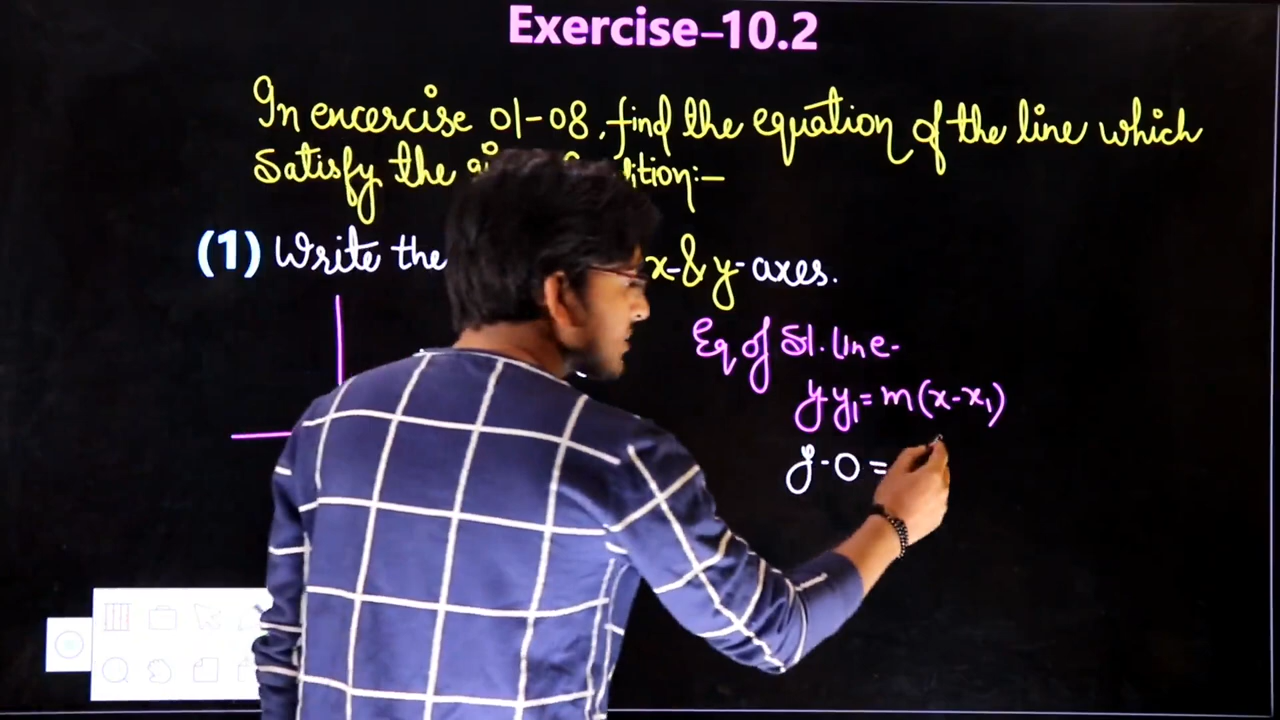 Exercise–10.2
In encercise 01-08, find the equation of the line which
satisfy the
(1) Write the x-&y-axes.
Eq of St. line-
y y₁= m(x-x₁)
y-0=